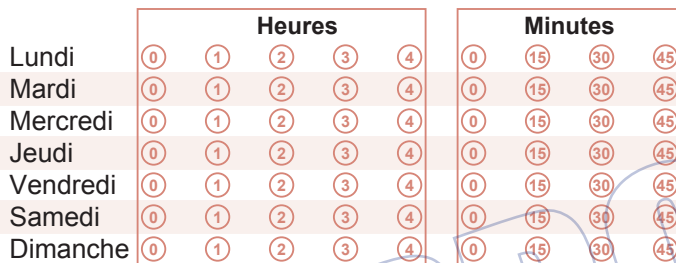 Heures Minutes
Lundi 0 1 2 3 4 0 15 30 45
Mardi 0 1 2 3 4 0 15 30 45
Mercredi 0 1 2 3 4 0 15 30 45
Jeudi 0 1 2 3 4 0 15 30 45
Vendredi 0 1 2 3 4 0 15 30 45
Samedi 0 1 2 3 4 0 15 30 45
Dimanche 0 1 2 3 4 0 15 30 45